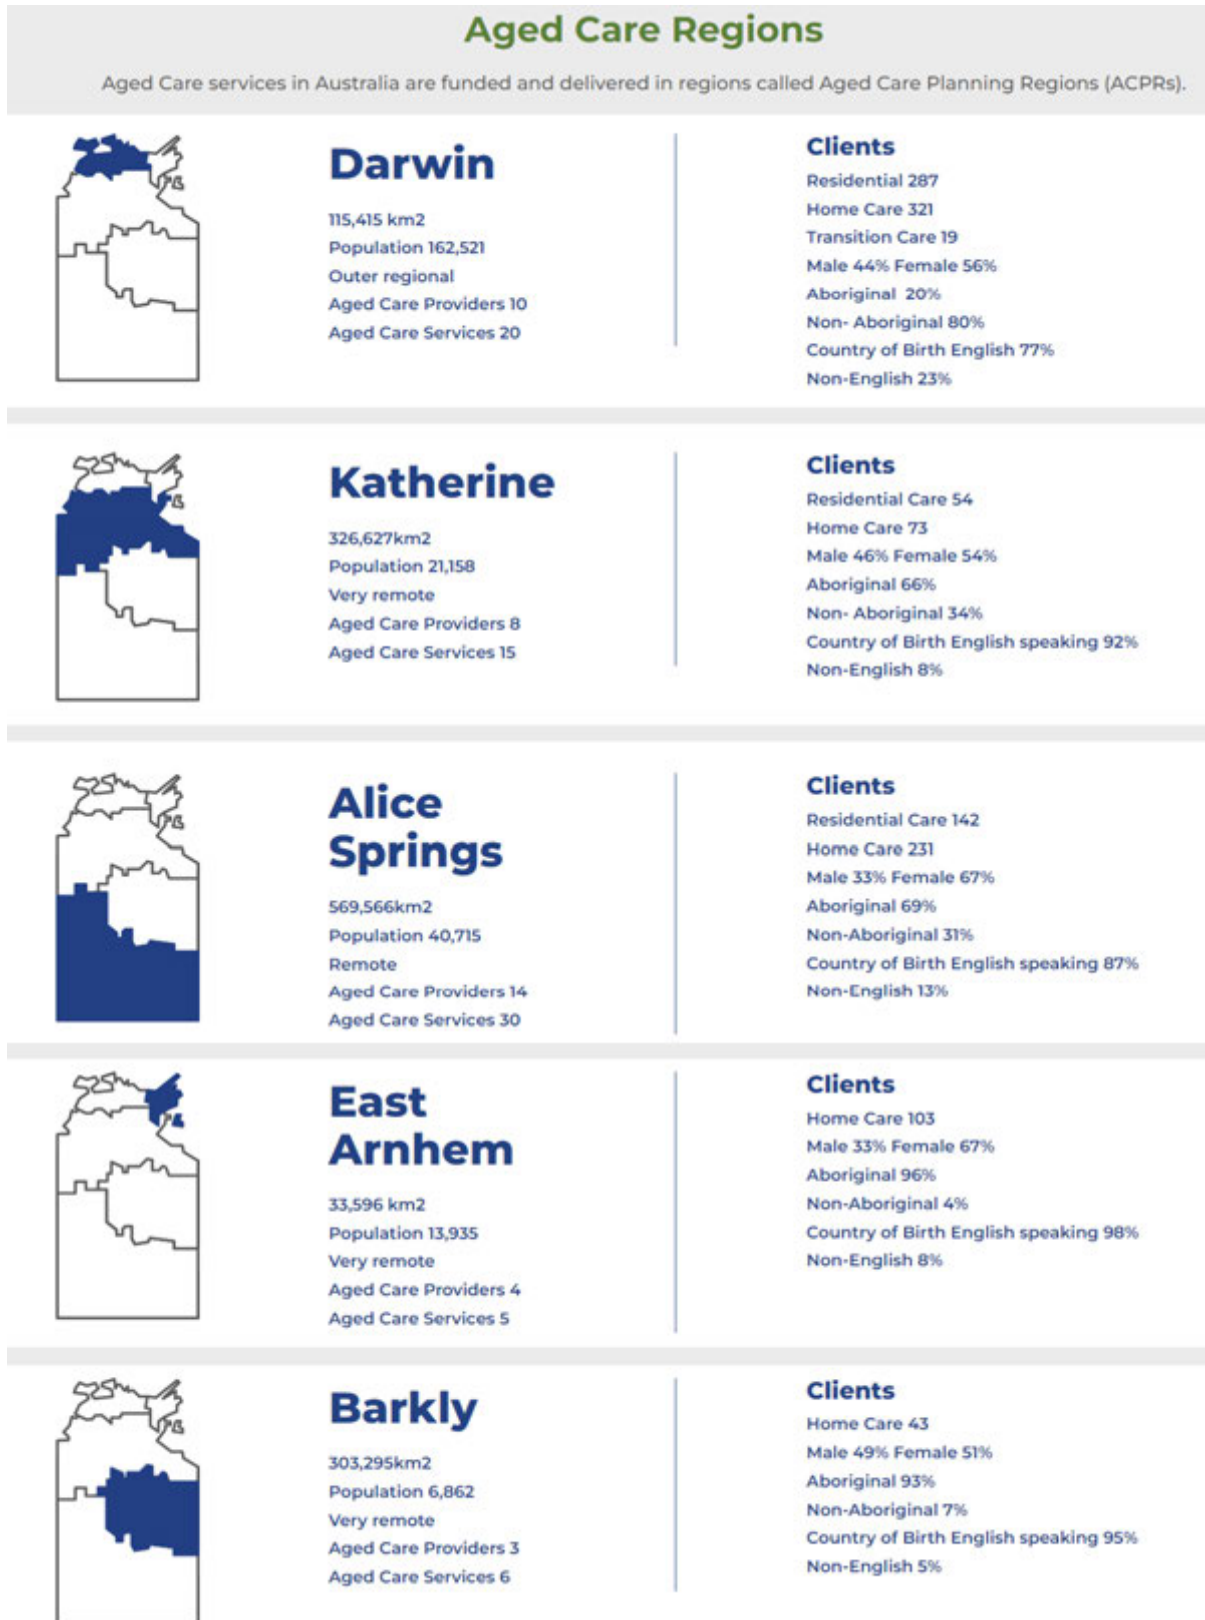 Aged Care Regions
Aged Care services in Australia are funded and delivered in regions called Aged Care Planning Regions (ACPRs).
Darwin
115,415 km2
Population 162,521
Outer regional
Aged Care Providers 10
Aged Care Services 20
Clients
Residential 287
Home Care 321
Transition Care 19
Male 44% Female 56%
Aboriginal  20%
Non- Aboriginal 80%
Country of Birth English 77%
Non-English 23%
Katherine
326,627km2
Population 21,158
Very remote
Aged Care Providers 8
Aged Care Services 15
Clients
Residential Care 54
Home Care 73
Male 46% Female 54%
Aboriginal 66%
Non- Aboriginal 34%
Country of Birth English speaking 92%
Non-English 8%
Alice
Springs
569,566km2
Population 40,715
Remote
Aged Care Providers 14
Aged Care Services 30
Clients
Residential Care 142
Home Care 231
Male 33% Female 67%
Aboriginal 69%
Non-Aboriginal 31%
Country of Birth English speaking 87%
Non-English 13%
East
Arnhem
33,596 km2
Population 13,935
Very remote
Aged Care Providers 4
Aged Care Services 5
Clients
Home Care 103
Male 33% Female 67%
Aboriginal 96%
Non-Aboriginal 4%
Country of Birth English speaking 98%
Non-English 8%
Barkly
303,295km2
Population 6,862
Very remote
Aged Care Providers 3
Aged Care Services 6
Clients
Home Care 43
Male 49% Female 51%
Aboriginal 93%
Non-Aboriginal 7%
Country of Birth English speaking 95%
Non-English 5%